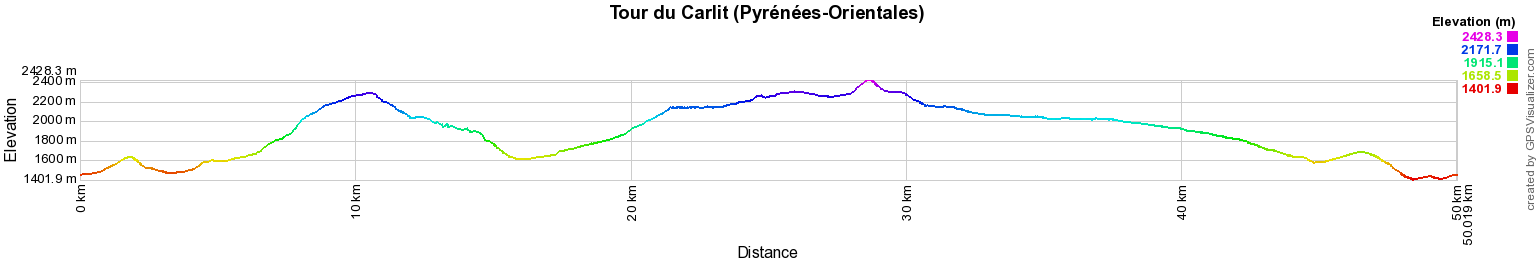 Tour du Carlit (Pyrénées-Orientales)
Elevation (m)
2428.3
2171.7
1915.1
1658.5
1401.9
2428.3 m
2400 m
2200 m
2000 m
1800 m
1600 m
1401.9 m
Elevation
0 km
10 km
20 km
30 km
40 km
50 km
50.019 km
Distance
created by GPSVisualizer.com